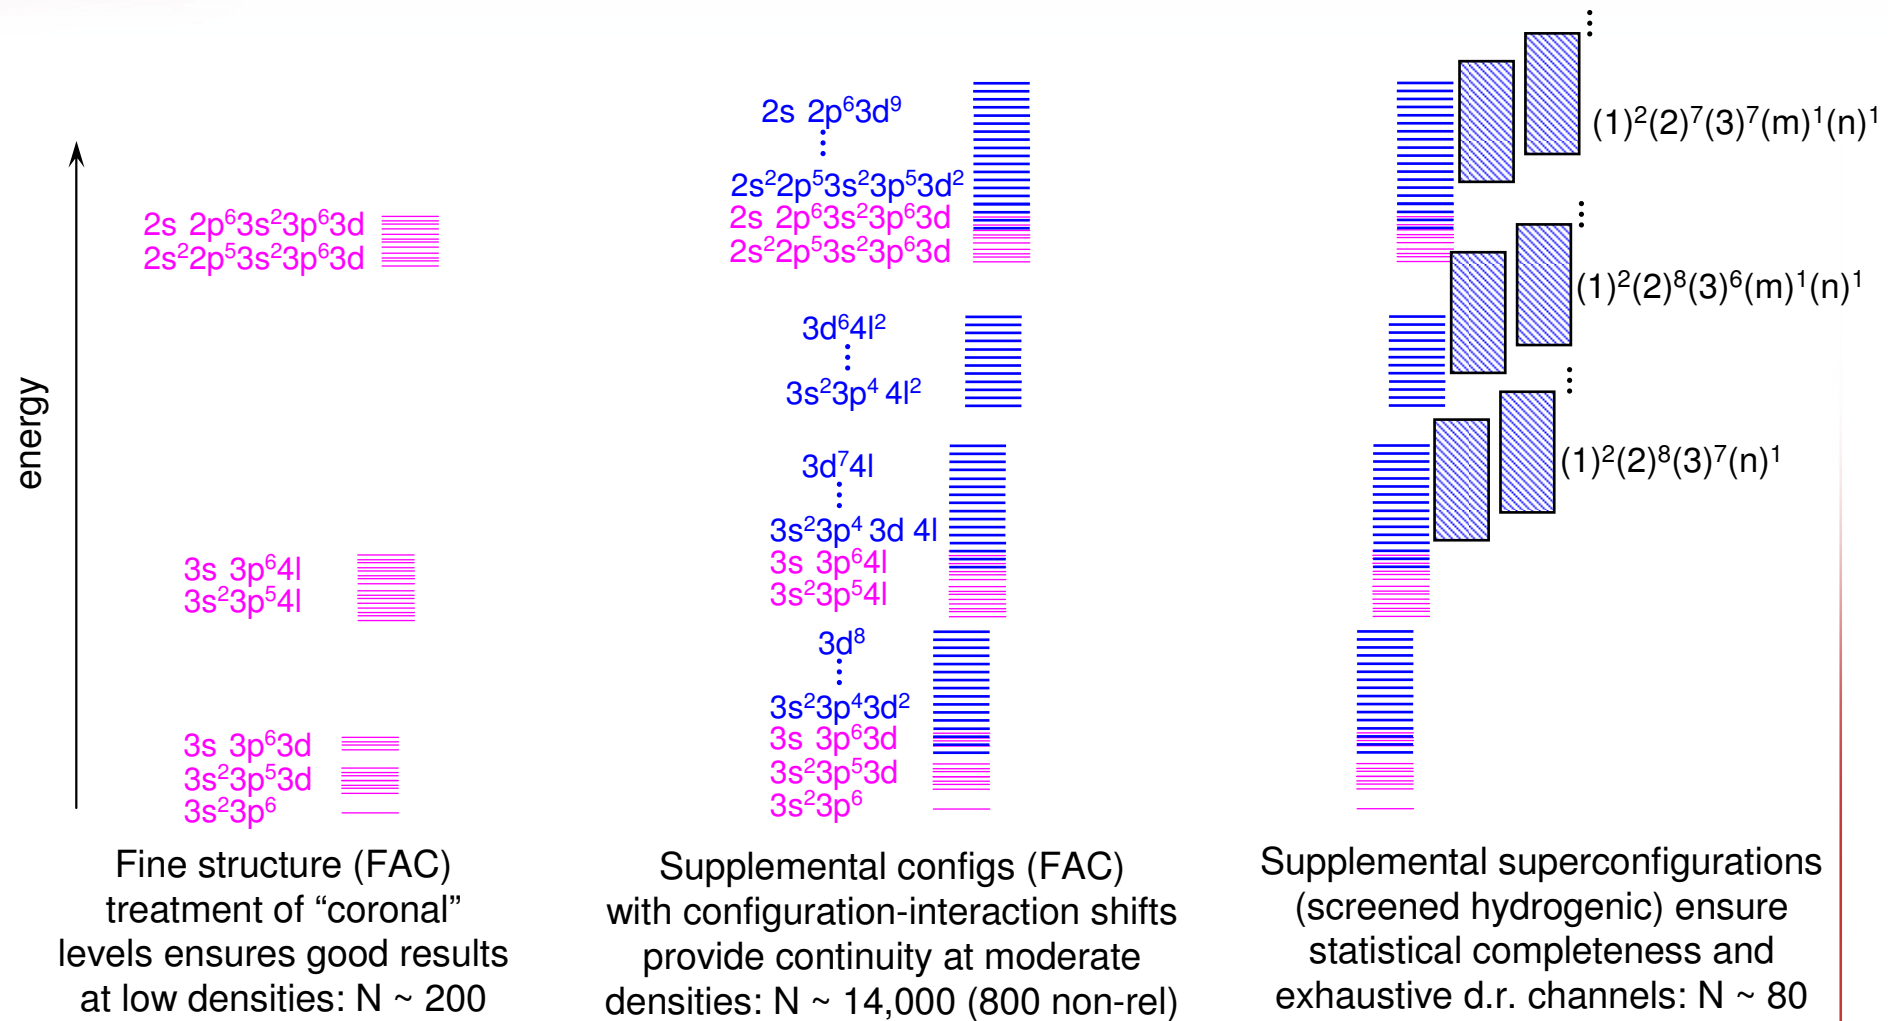 energy
2s 2p⁶3s²3p⁶3d
2s²2p⁵3s²3p⁶3d
3s 3p⁶4l
3s²3p⁵4l
3s 3p⁶3d
3s²3p⁵3d
3s²3p⁶
Fine structure (FAC)
treatment of “coronal”
levels ensures good results
at low densities: N ~ 200
2s 2p⁶3d⁹
⋮
2s²2p⁵3s²3p⁵3d²
2s 2p⁶3s²3p⁶3d
2s²2p⁵3s²3p⁶3d
3d⁶4l²
⋮
3s²3p⁴ 4l²
3d⁷4l
⋮
3s²3p⁴ 3d 4l
3s 3p⁶4l
3s²3p⁵4l
3d⁸
⋮
3s²3p⁴3d²
3s 3p⁶3d
3s²3p⁵3d
3s²3p⁶
Supplemental configs (FAC)
with configuration-interaction shifts
provide continuity at moderate
densities: N ~ 14,000 (800 non-rel)
⋮
(1)²(2)⁷(3)⁷(m)¹(n)¹
⋮
(1)²(2)⁸(3)⁶(m)¹(n)¹
⋮
(1)²(2)⁸(3)⁷(n)¹
Supplemental superconfigurations
(screened hydrogenic) ensure
statistical completeness and
exhaustive d.r. channels: N ~ 80